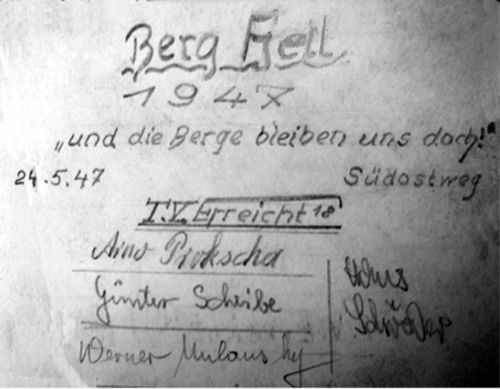 Berg Heil
1947
„und die Berge bleiben uns doch!"
24.5.47 Südostweg
T.V. Erreicht 18
Arno Prokscha
Günter Scheibe
Werner
Hans